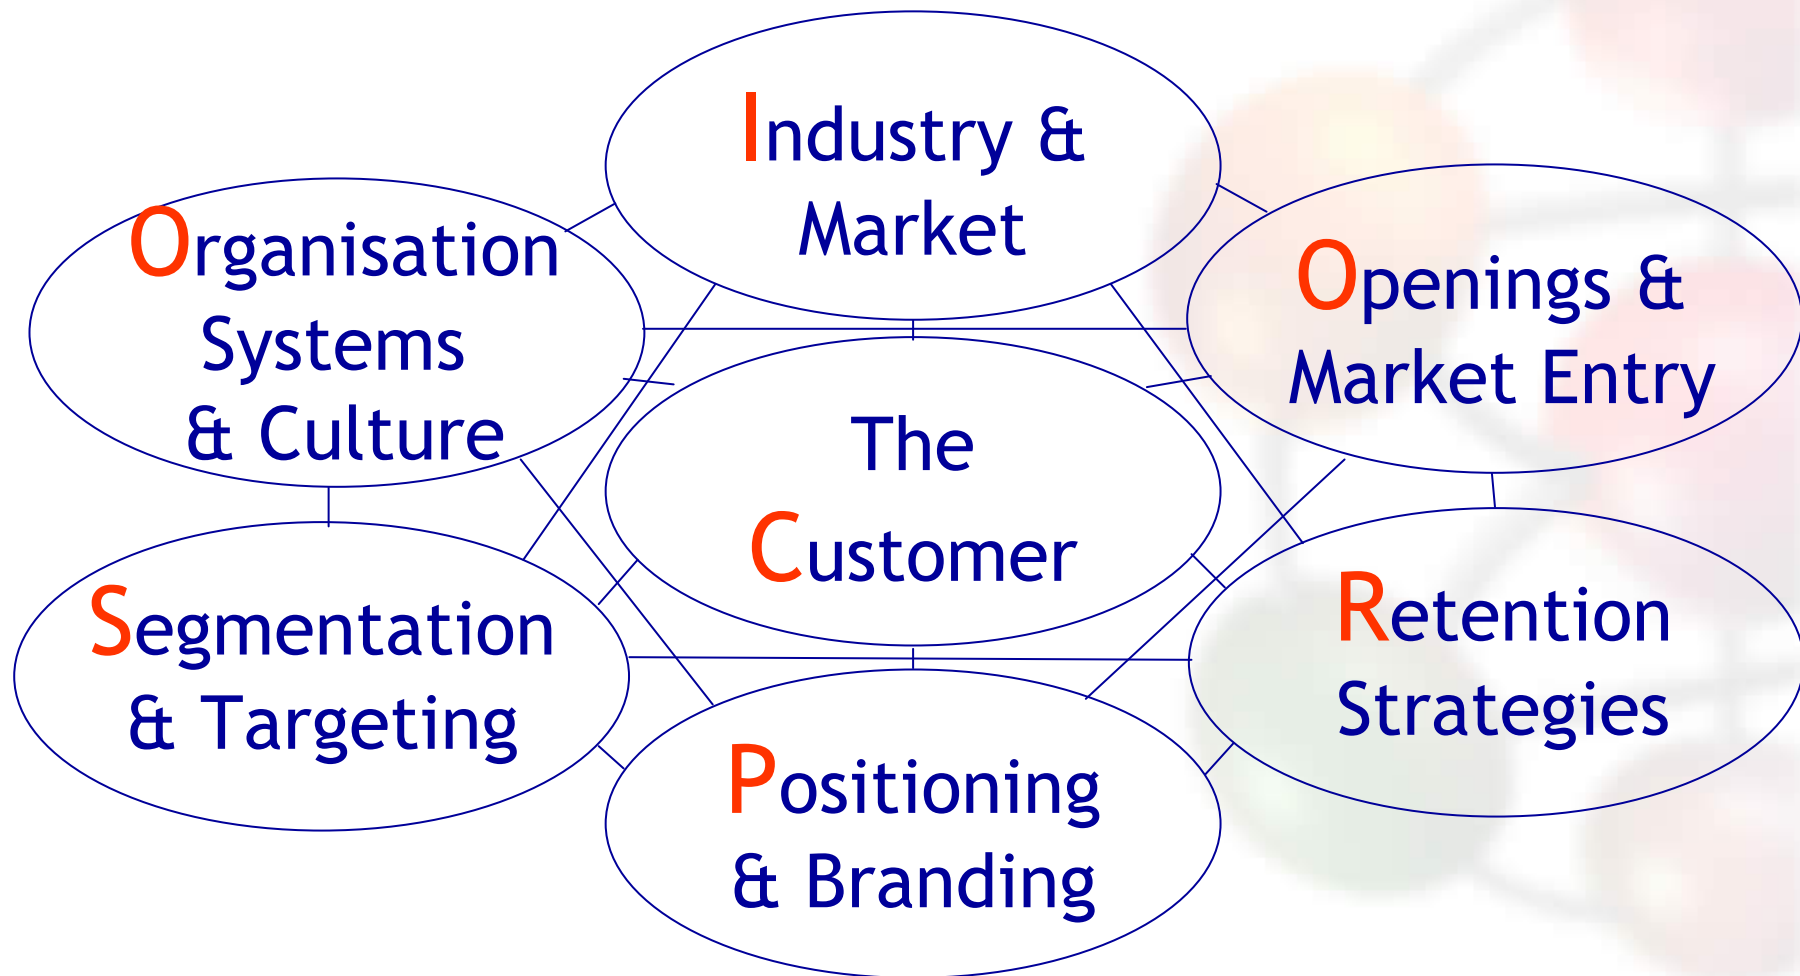 Industry &
Market
Organisation
Systems
& Culture
Openings &
Market Entry
The
Customer
Segmentation
& Targeting
Retention
Strategies
Positioning
& Branding